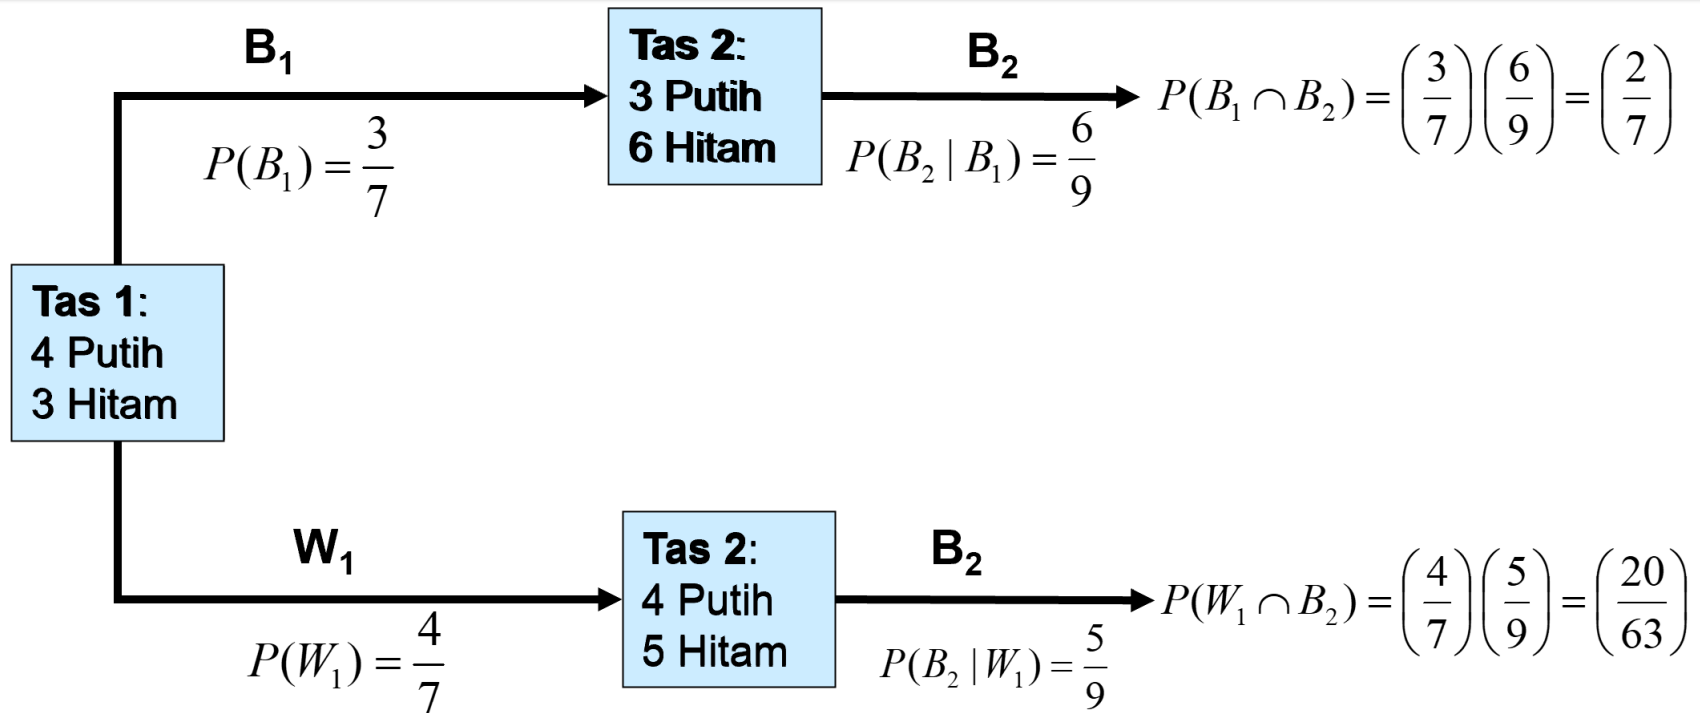 B₁
Tas 2:
3 Putih
6 Hitam
B₂
P(B₁ ∩ B₂) = (3/7)(6/9) = (2/7)
P(B₁) = 3/7
P(B₂ | B₁) = 6/9
Tas 1:
4 Putih
3 Hitam
W₁
Tas 2:
4 Putih
5 Hitam
B₂
P(W₁ ∩ B₂) = (4/7)(5/9) = (20/63)
P(W₁) = 4/7
P(B₂ | W₁) = 5/9